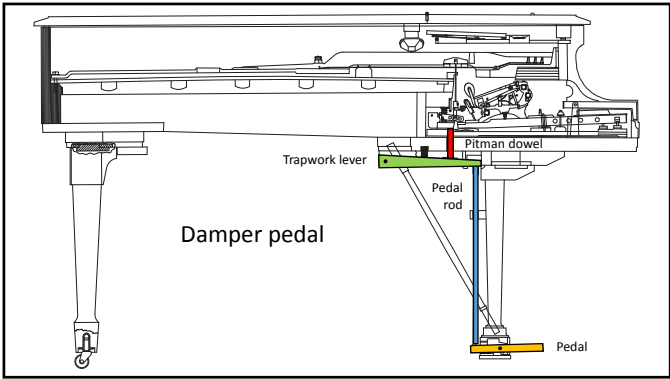 Pitman dowel
Trapwork lever
Pedal
rod
Damper pedal
Pedal